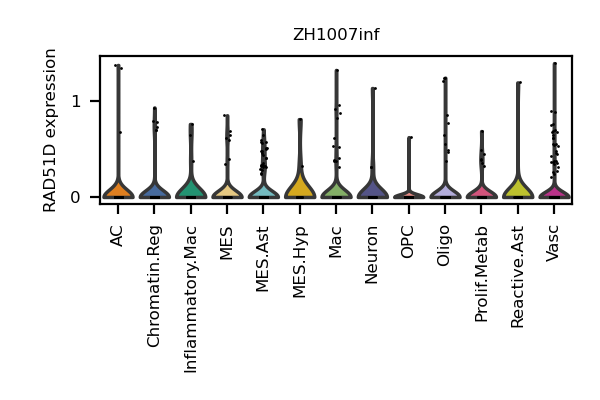 ZH1007inf
RAD51D expression
1
0
AC
Chromatin.Reg
Inflammatory.Mac
MES
MES.Ast
MES.Hyp
Mac
Neuron
OPC
Oligo
Prolif.Metab
Reactive.Ast
Vasc